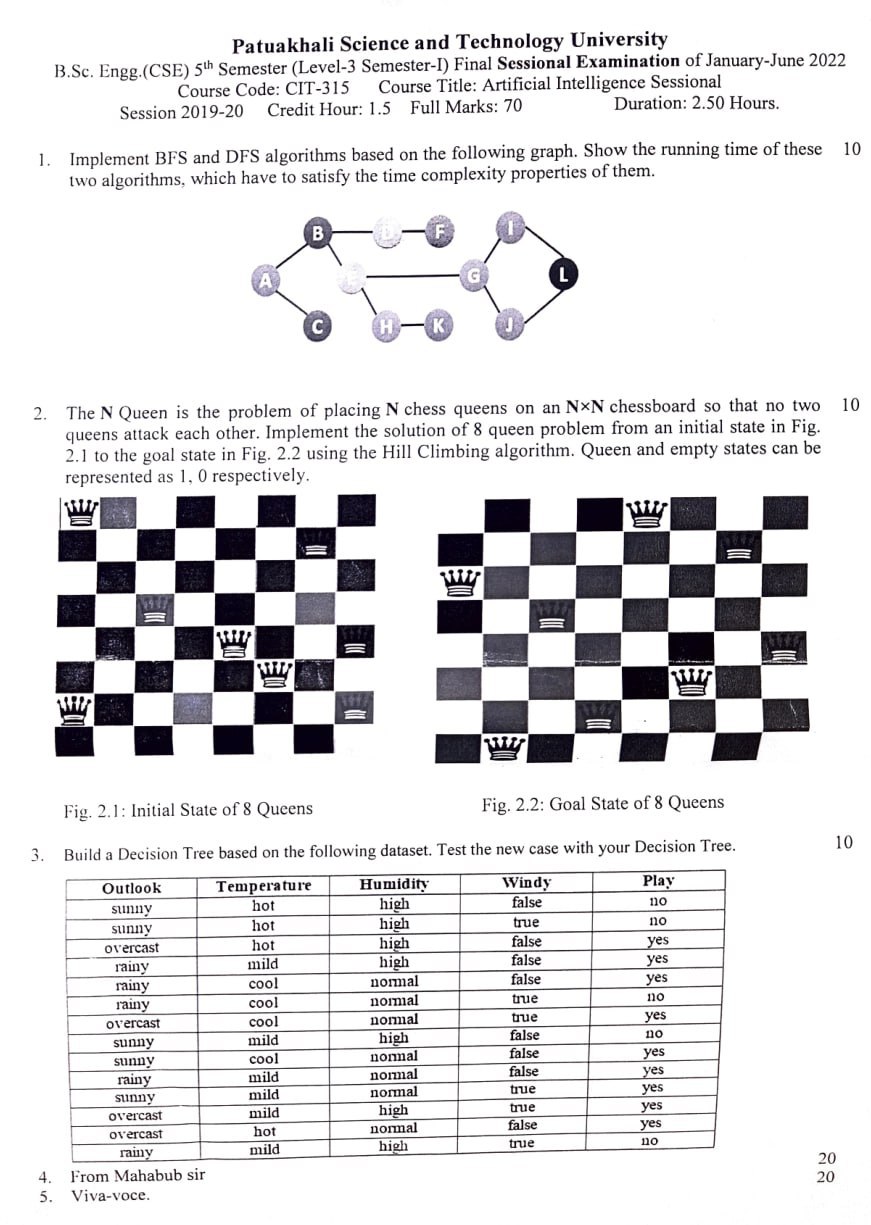 Patuakhali Science and Technology University
B.Sc. Engg.(CSE) 5th Semester (Level-3 Semester-I) Final Sessional Examination of January-June 2022
Course Code: CIT-315 Course Title: Artificial Intelligence Sessional
Session 2019-20 Credit Hour: 1.5 Full Marks: 70 Duration: 2.50 Hours.
1. Implement BFS and DFS algorithms based on the following graph. Show the running time of these 10
two algorithms, which have to satisfy the time complexity properties of them.
B D F I
A G L
C H K J
2. The N Queen is the problem of placing N chess queens on an N×N chessboard so that no two 10
queens attack each other. Implement the solution of 8 queen problem from an initial state in Fig.
2.1 to the goal state in Fig. 2.2 using the Hill Climbing algorithm. Queen and empty states can be
represented as 1, 0 respectively.
Fig. 2.1: Initial State of 8 Queens Fig. 2.2: Goal State of 8 Queens
3. Build a Decision Tree based on the following dataset. Test the new case with your Decision Tree. 10
Outlook Temperature Humidity Windy Play
sunny hot high false no
sunny hot high true no
overcast hot high false yes
rainy mild high false yes
rainy cool normal false yes
rainy cool normal true no
overcast cool normal true yes
sunny mild high false no
sunny cool normal false yes
rainy mild normal false yes
sunny mild normal true yes
overcast mild high true yes
overcast hot normal false yes
rainy mild high true no
4. From Mahabub sir 20
5. Viva-voce. 20